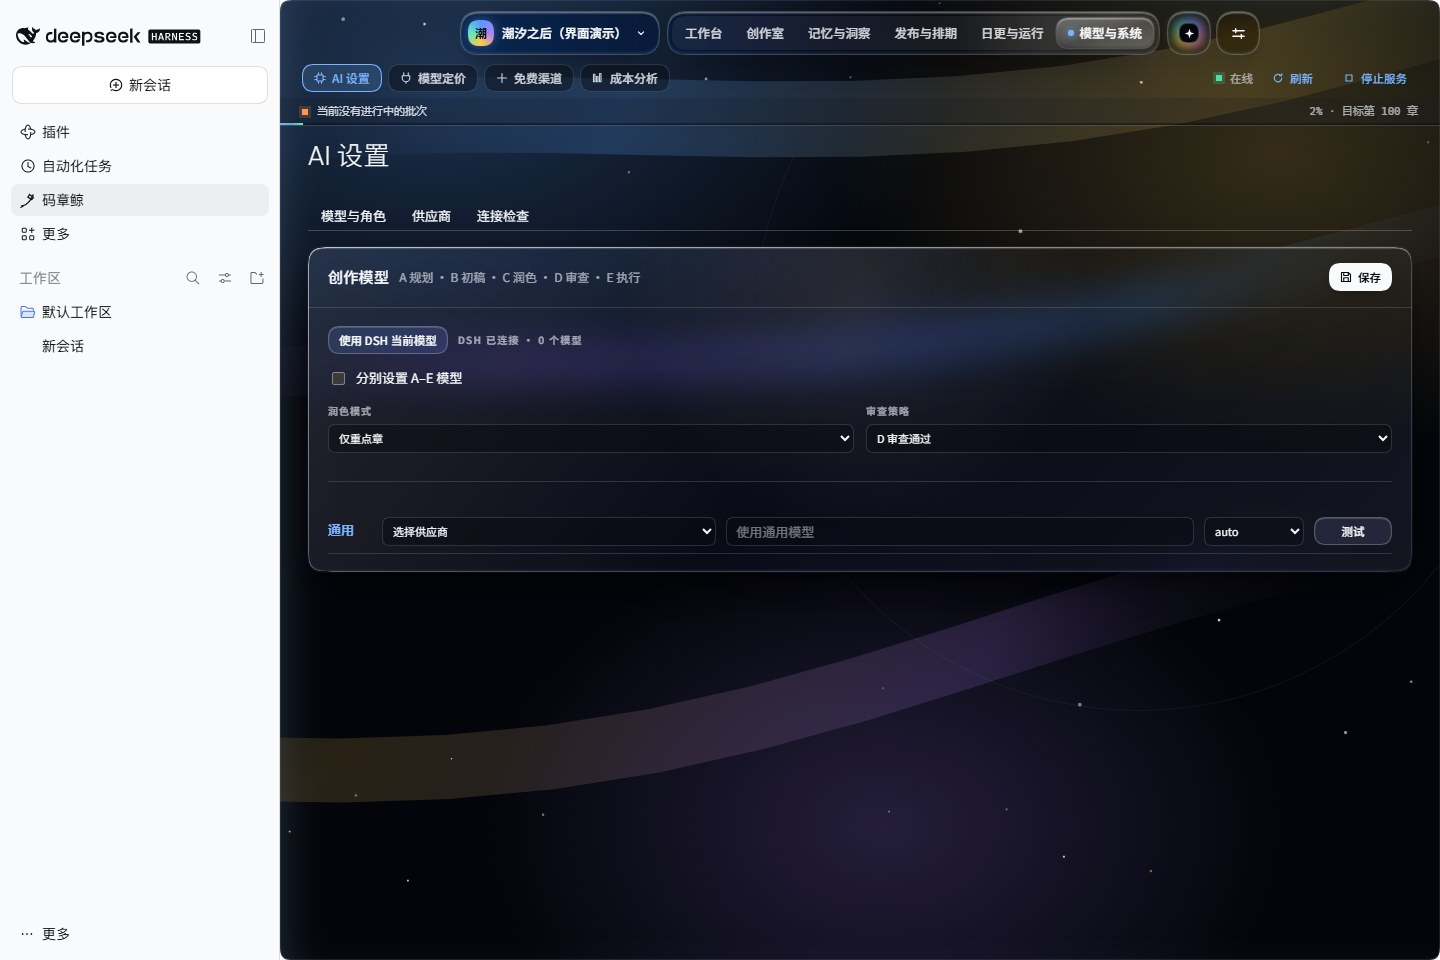 deepseek HARNESS
新会话
插件
自动化任务
码章鲸
更多
工作区
默认工作区
新会话
更多
潮 潮汐之后（界面演示）
工作台 创作室 记忆与洞察 发布与排期 日更与运行 模型与系统
AI 设置 模型定价 免费渠道 成本分析
在线 刷新 停止服务
当前没有进行中的批次
2% · 目标第 100 章
AI 设置
模型与角色 供应商 连接检查
创作模型 A 规划 • B 初稿 • C 润色 • D 审查 • E 执行
保存
使用 DSH 当前模型 DSH 已连接 · 0 个模型
分别设置 A–E 模型
润色模式 审查策略
仅重点章 D 审查通过
通用 选择供应商 使用通用模型 auto 测试